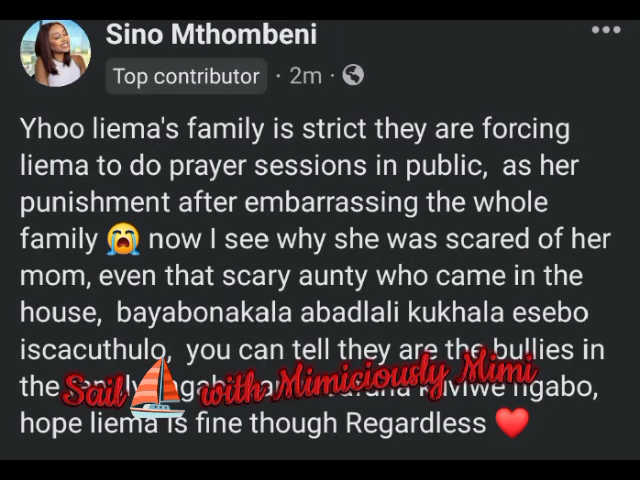 Sino Mthombeni
Top contributor · 2m ·
Yhoo liema's family is strict they are forcing
liema to do prayer sessions in public, as her
punishment after embarrassing the whole
family 😭 now I see why she was scared of her
mom, even that scary aunty who came in the
house, bayabonakala abadlali kukhala esebo
iscacuthulo, you can tell they are the bullies in
the
Sail ⛵ with Mimiciously Mimi
ngabo,
hope liema is fine though Regardless ❤️